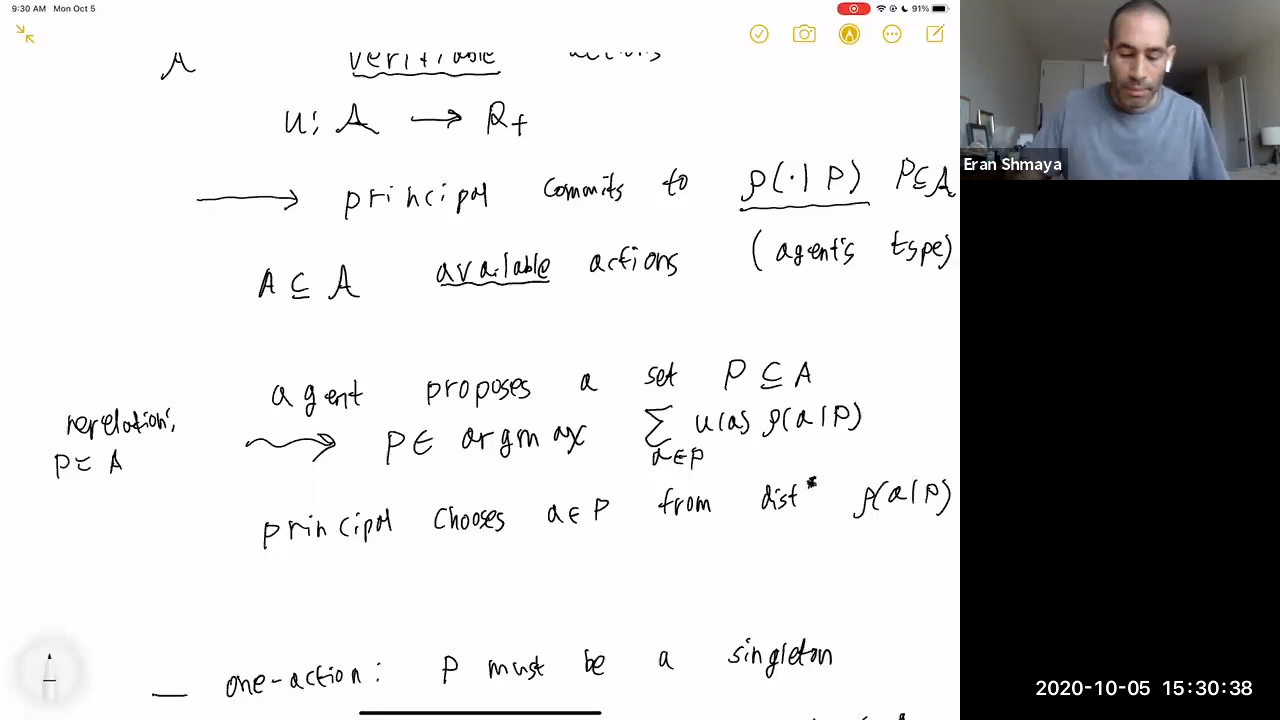 9:30 AM Mon Oct 5
91%
𝒜 verifiable actions
u: 𝒜 → R+
→ principal commits to ρ(·|P) P⊆𝒜
A ⊆ 𝒜 available actions (agent's type)
agent proposes a set P ⊆ A
revelation:
P = A
→ P ∈ argmax ∑ u(a) ρ(a|P)
a∈P
principal chooses a∈P from dist ρ(a|P)
— one-action: P must be a singleton
Eran Shmaya
2020-10-05 15:30:38